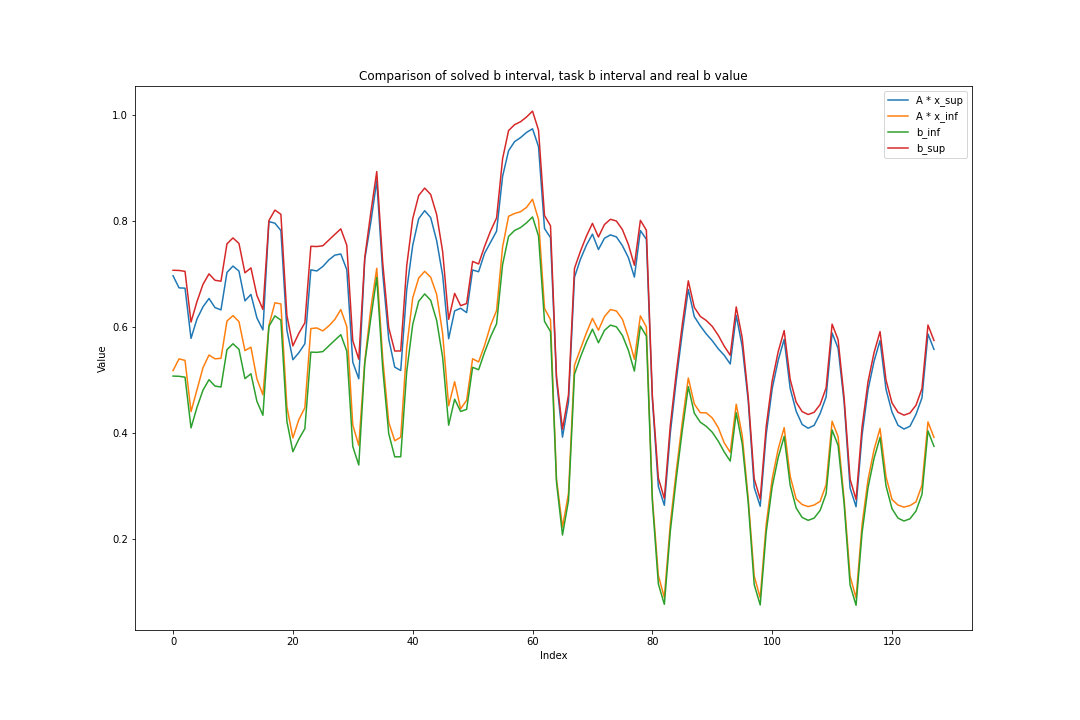 Comparison of solved b interval, task b interval and real b value
A * x_sup
A * x_inf
b_inf
b_sup
1.0
0.8
0.6
0.4
0.2
Value
0 20 40 60 80 100 120
Index